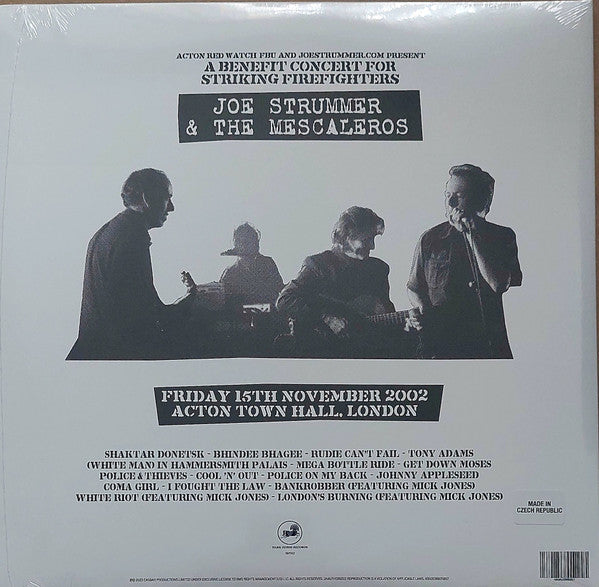 ACTON RED WATCH FBU AND JOESTRUMMER.COM PRESENT
A BENEFIT CONCERT FOR
STRIKING FIREFIGHTERS
JOE STRUMMER
& THE MESCALEROS
FRIDAY 15TH NOVEMBER 2002
ACTON TOWN HALL, LONDON
SHAKTAR DONETSK - BHINDEE BHAGEE - RUDIE CAN'T FAIL - TONY ADAMS
(WHITE MAN) IN HAMMERSMITH PALAIS - MEGA BOTTLE RIDE - GET DOWN MOSES
POLICE & THIEVES - COOL 'N' OUT - POLICE ON MY BACK - JOHNNY APPLESEED
COMA GIRL - I FOUGHT THE LAW - BANKROBBER (FEATURING MICK JONES)
WHITE RIOT (FEATURING MICK JONES) - LONDON'S BURNING (FEATURING MICK JONES)
MADE IN
CZECH REPUBLIC
DARK HORSE RECORDS